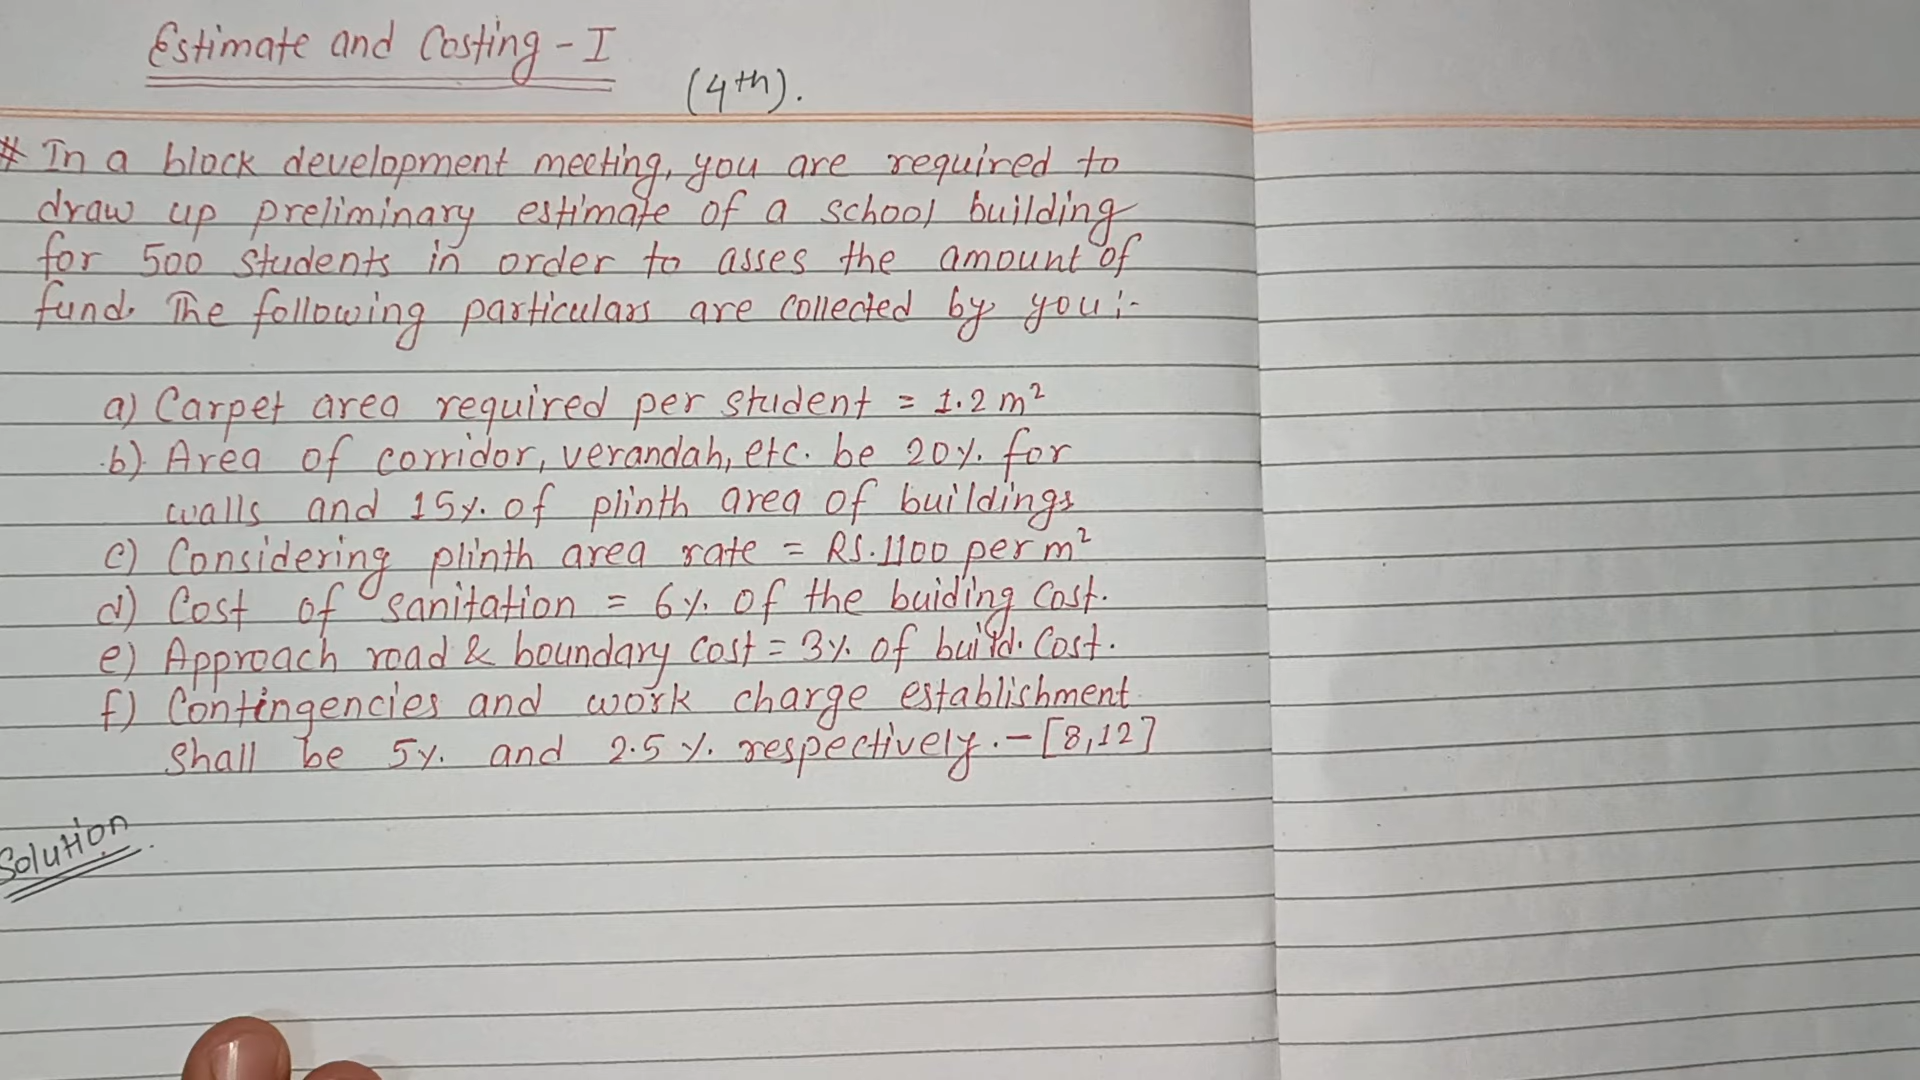 Estimate and Costing - I
(4th).
# In a block development meeting, you are required to
draw up preliminary estimate of a school building
for 500 students in order to asses the amount of
fund. The following particulars are collected by you :-
a) Carpet area required per student = 1.2 m²
b) Area of corridor, verandah, etc. be 20% for
walls and 15% of plinth area of buildings
c) Considering plinth area rate = RS. 1100 per m²
d) Cost of sanitation = 6% of the buiding cost.
e) Approach road & boundary cost = 3% of build. Cost.
f) Contingencies and work charge establishment
shall be 5% and 2.5% respectively. - [8,12]
Solution